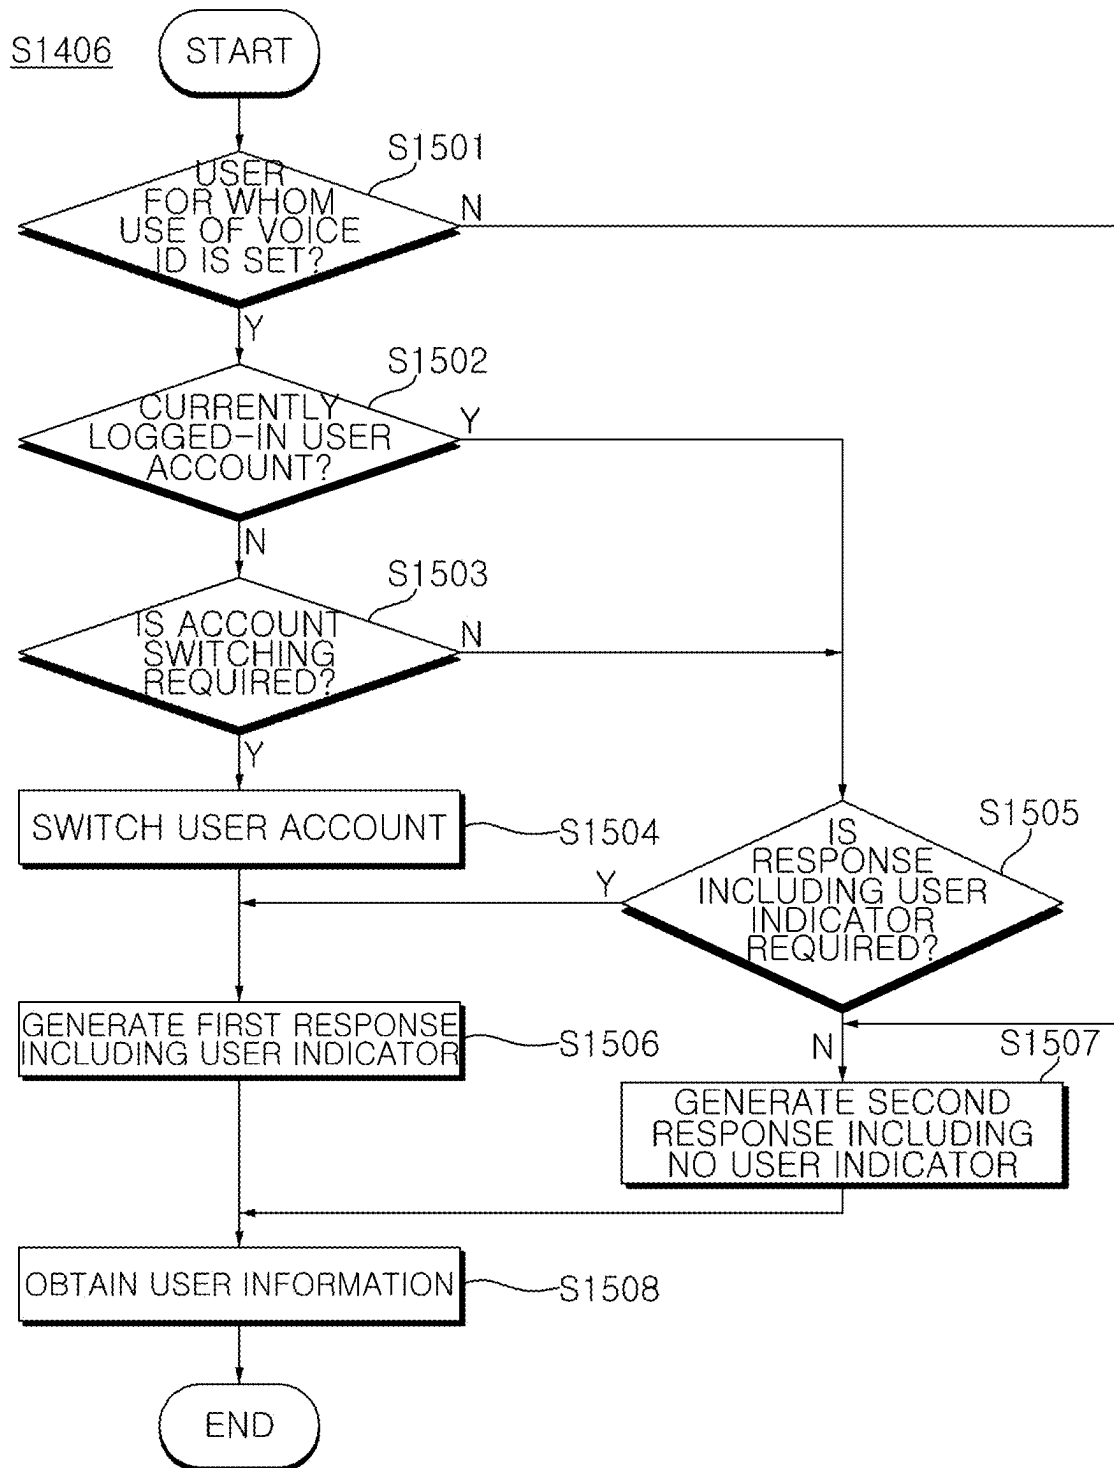 S1406
START
S1501
USER
FOR WHOM
USE OF VOICE
ID IS SET?
N
Y
S1502
CURRENTLY
LOGGED-IN USER
ACCOUNT?
Y
N
S1503
IS ACCOUNT
SWITCHING
REQUIRED?
N
Y
SWITCH USER ACCOUNT
S1504
S1505
IS
RESPONSE
INCLUDING USER
INDICATOR
REQUIRED?
Y
N
GENERATE FIRST RESPONSE
INCLUDING USER INDICATOR
S1506
S1507
GENERATE SECOND
RESPONSE INCLUDING
NO USER INDICATOR
OBTAIN USER INFORMATION
S1508
END